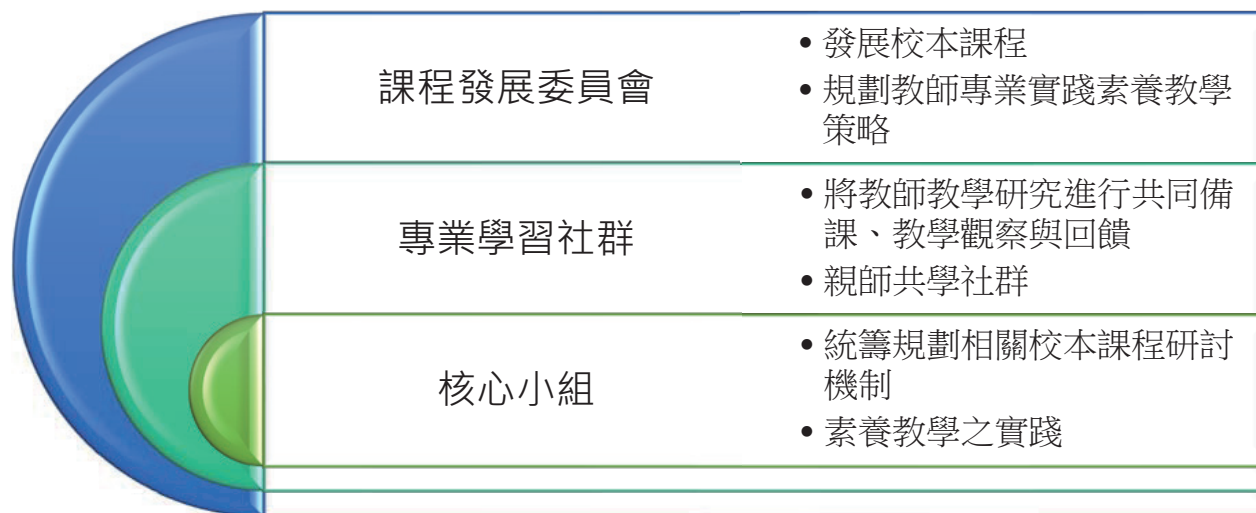 課程發展委員會
• 發展校本課程
• 規劃教師專業實踐素養教學
策略
專業學習社群
• 將教師教學研究進行共同備
課、教學觀察與回饋
• 親師共學社群
核心小組
• 統籌規劃相關校本課程研討
機制
• 素養教學之實踐